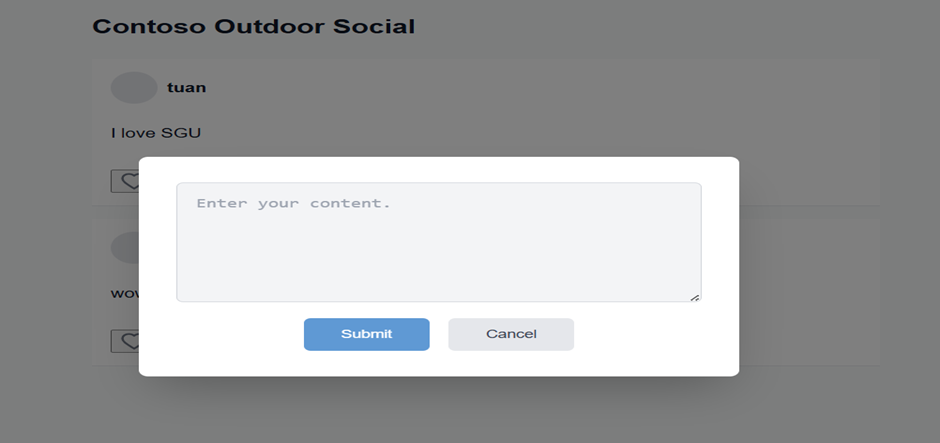 Contoso Outdoor Social
tuan
I love SGU
Enter your content.
Submit
Cancel